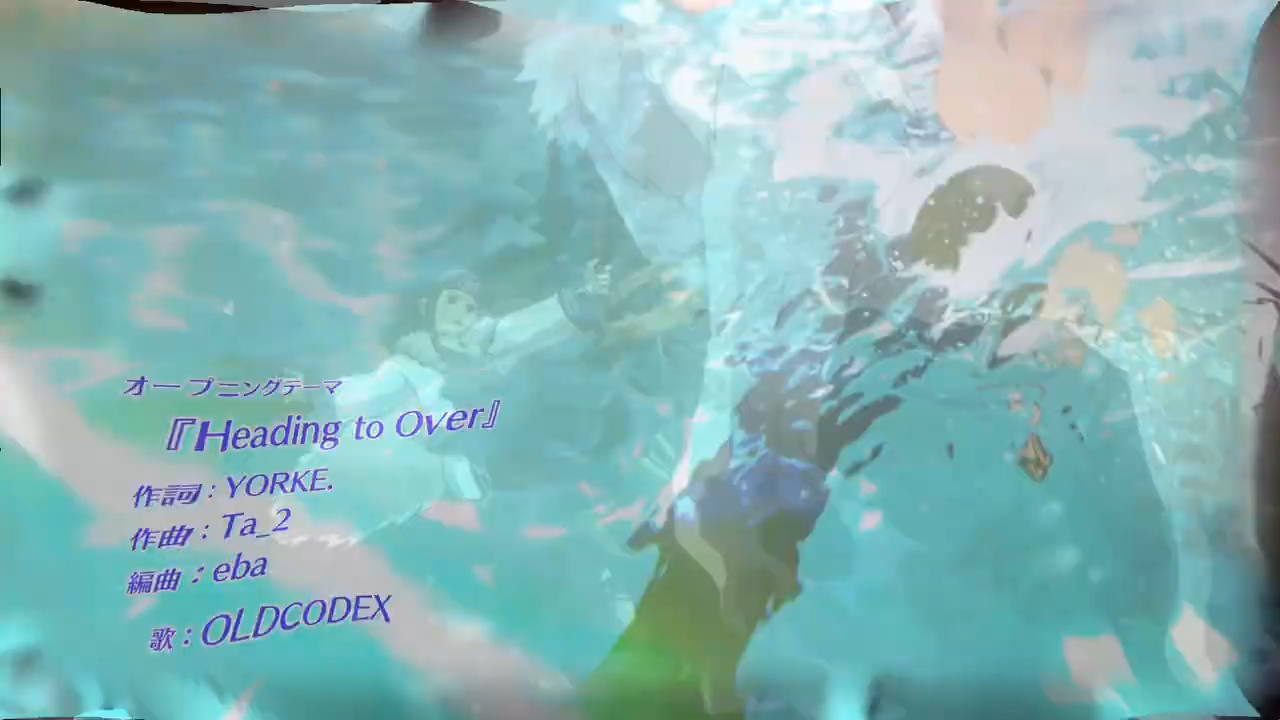 オープニングテーマ
『Heading to Over』
作詞：YORKE.
作曲：Ta_2
編曲：eba
歌：OLDCODEX